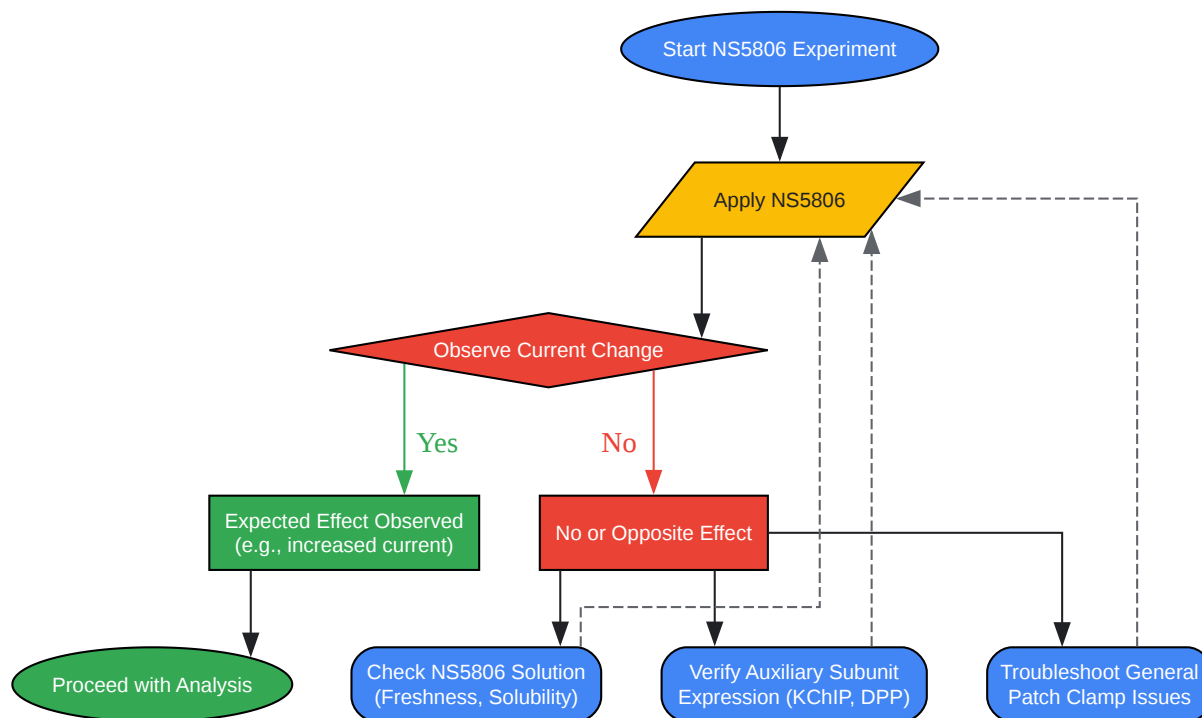 Start NS5806 Experiment
Apply NS5806
Observe Current Change
Yes
No
Expected Effect Observed
(e.g., increased current)
No or Opposite Effect
Proceed with Analysis
Check NS5806 Solution
(Freshness, Solubility)
Verify Auxiliary Subunit
Expression (KChIP, DPP)
Troubleshoot General
Patch Clamp Issues